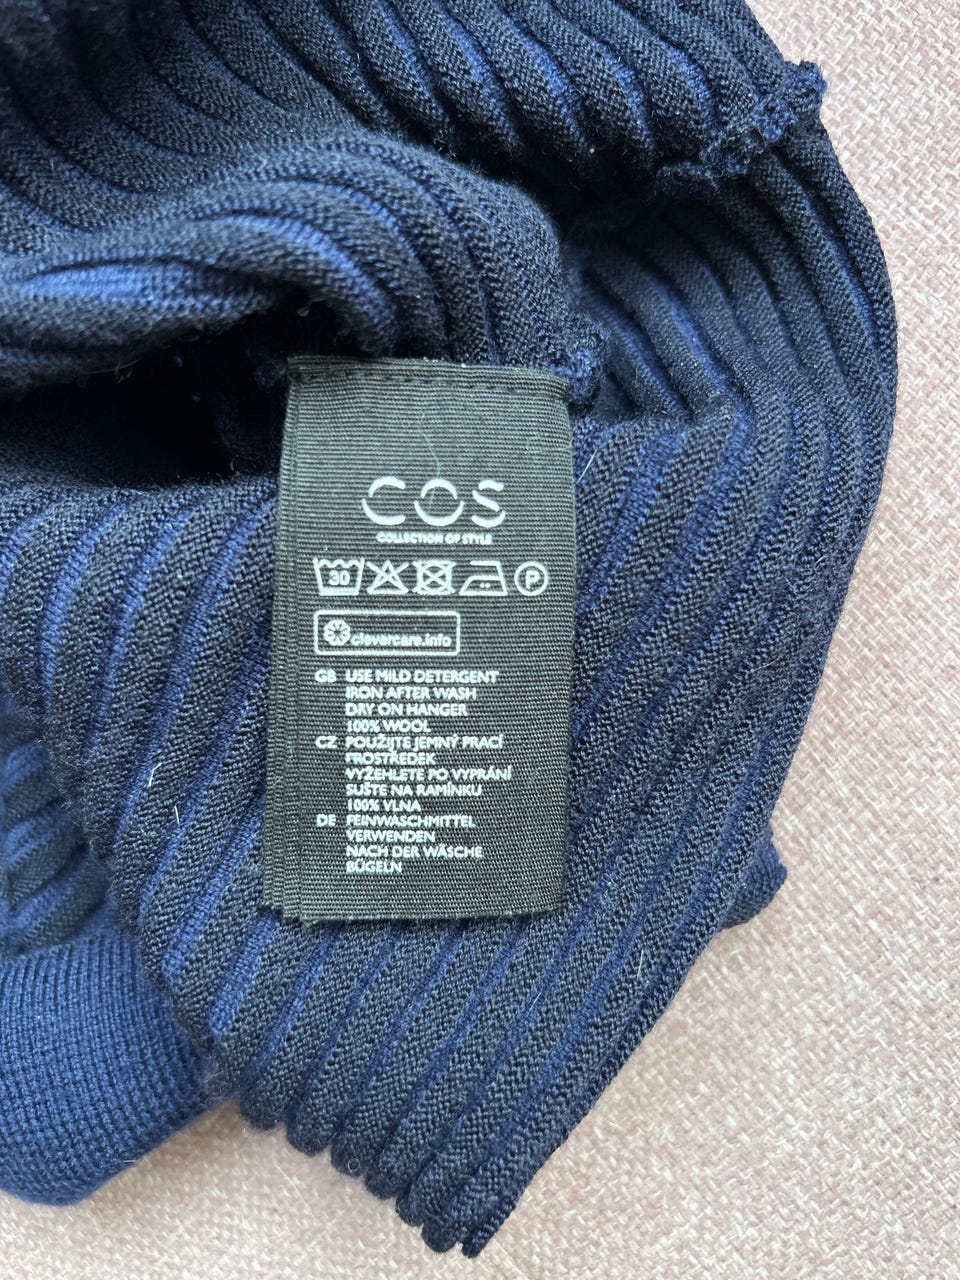 COS
COLLECTION OF STYLE
30 P
clevercare.info
GB USE MILD DETERGENT
IRON AFTER WASH
DRY ON HANGER
100% WOOL
CZ POUŽIJTE JEMNÝ PRACÍ
PROSTŘEDEK
VYŽEHLETE PO VYPRÁNÍ
SUŠTE NA RAMÍNKU
100% VLNA
DE FEINWASCHMITTEL
VERWENDEN
NACH DER WÄSCHE
BÜGELN